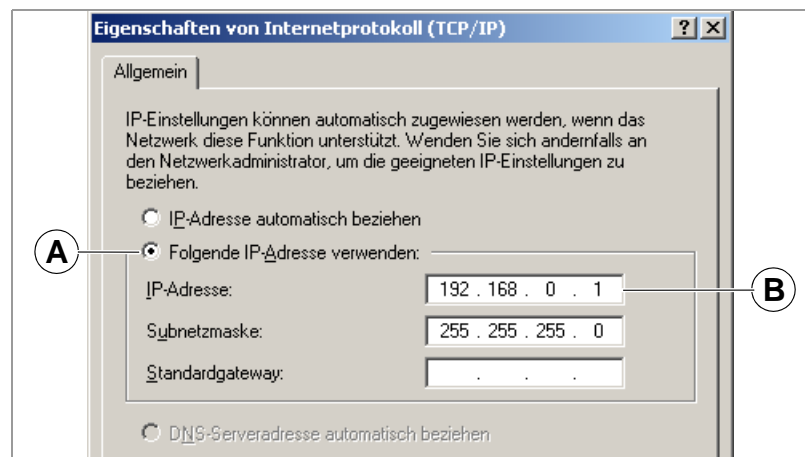 Eigenschaften von Internetprotokoll (TCP/IP)
Allgemein
IP-Einstellungen können automatisch zugewiesen werden, wenn das
Netzwerk diese Funktion unterstützt. Wenden Sie sich andernfalls an
den Netzwerkadministrator, um die geeigneten IP-Einstellungen zu
beziehen.
IP-Adresse automatisch beziehen
A Folgende IP-Adresse verwenden:
IP-Adresse: 192 . 168 . 0 . 1 B
Subnetzmaske: 255 . 255 . 255 . 0
Standardgateway: . . .
DNS-Serveradresse automatisch beziehen